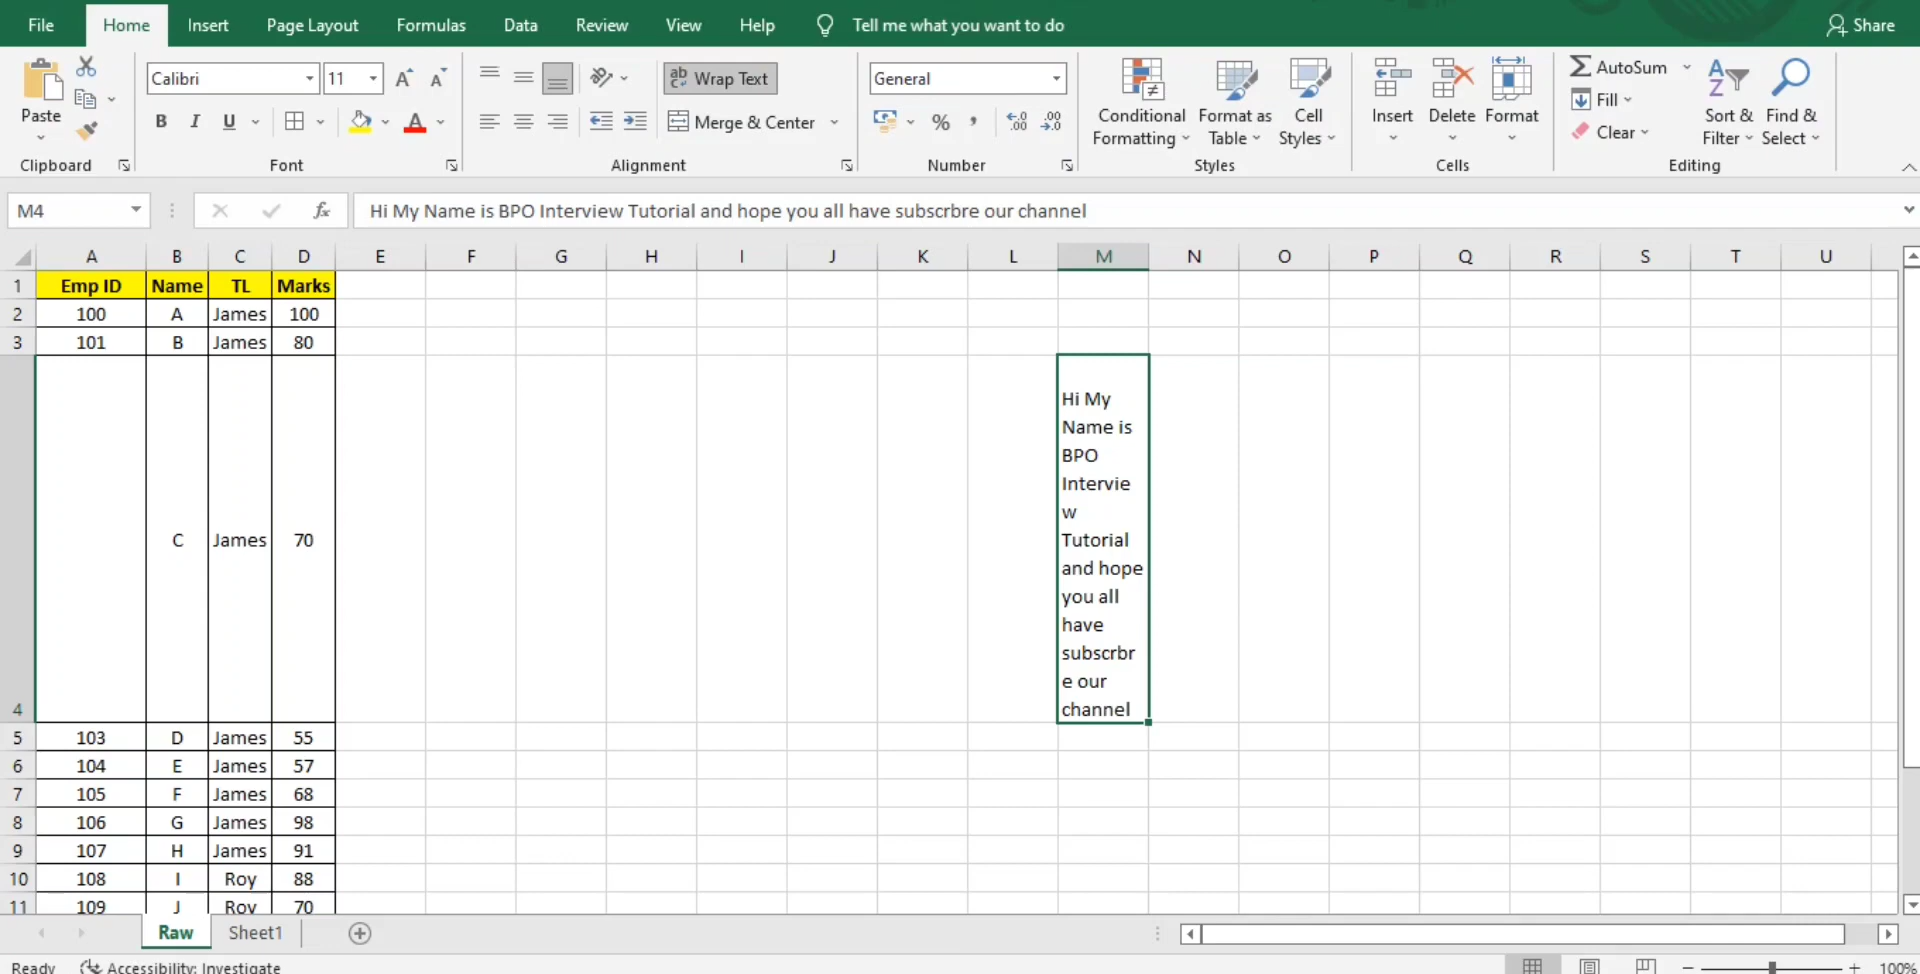 File Home Insert Page Layout Formulas Data Review View Help Tell me what you want to do Share
Calibri 11 Wrap Text General AutoSum
Paste B I U Merge & Center % , Conditional Formatting Format as Table Cell Styles Insert Delete Format Fill Clear Sort & Filter Find & Select
Clipboard Font Alignment Number Styles Cells Editing
M4 fx Hi My Name is BPO Interview Tutorial and hope you all have subscrbre our channel
A B C D E F G H I J K L M N O P Q R S T U
1 Emp ID Name TL Marks
2 100 A James 100
3 101 B James 80
Hi My
Name is
BPO
Intervie
w
C James 70 Tutorial
and hope
you all
have
subscrbr
e our
4 channel
5 103 D James 55
6 104 E James 57
7 105 F James 68
8 106 G James 98
9 107 H James 91
10 108 I Roy 88
11 109 J Roy 70
Raw Sheet1
Ready Accessibility: Investigate 100%